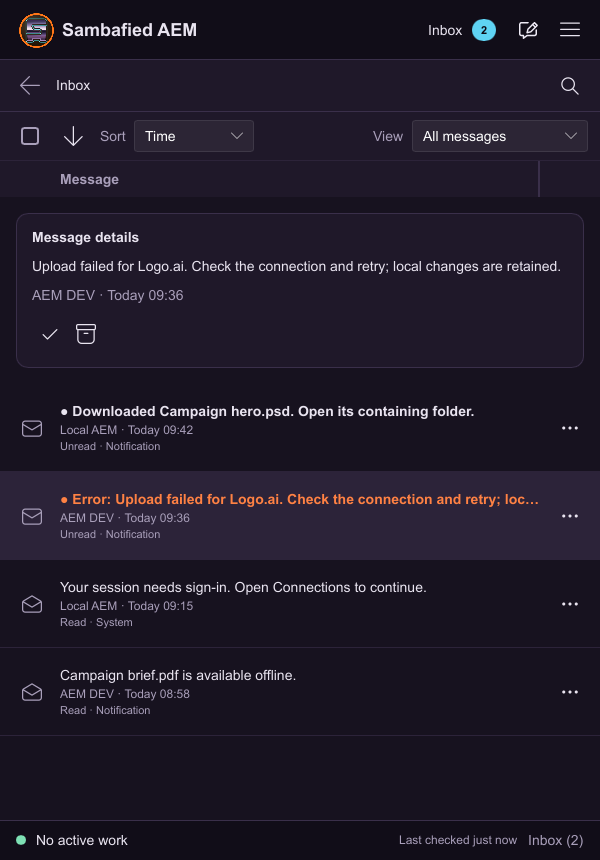 Sambafied AEM
Inbox 2
Inbox
Sort Time View All messages
Message
Message details
Upload failed for Logo.ai. Check the connection and retry; local changes are retained.
AEM DEV · Today 09:36
● Downloaded Campaign hero.psd. Open its containing folder.
Local AEM · Today 09:42
Unread · Notification
● Error: Upload failed for Logo.ai. Check the connection and retry; loc…
AEM DEV · Today 09:36
Unread · Notification
Your session needs sign-in. Open Connections to continue.
Local AEM · Today 09:15
Read · System
Campaign brief.pdf is available offline.
AEM DEV · Today 08:58
Read · Notification
No active work Last checked just now Inbox (2)